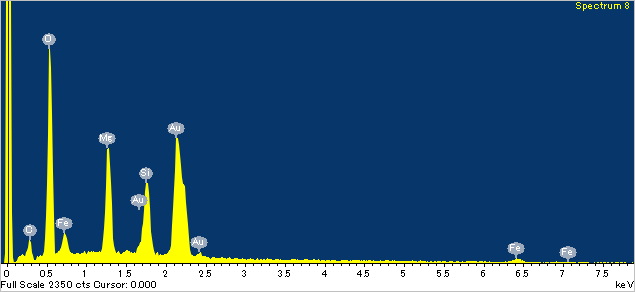 Spectrum 8
O
Mg
Au
Si
Au
Fe
C
Au
Fe
Fe
0 0.5 1 1.5 2 2.5 3 3.5 4 4.5 5 5.5 6 6.5 7 7.5
Full Scale 2350 cts Cursor: 0.000 keV